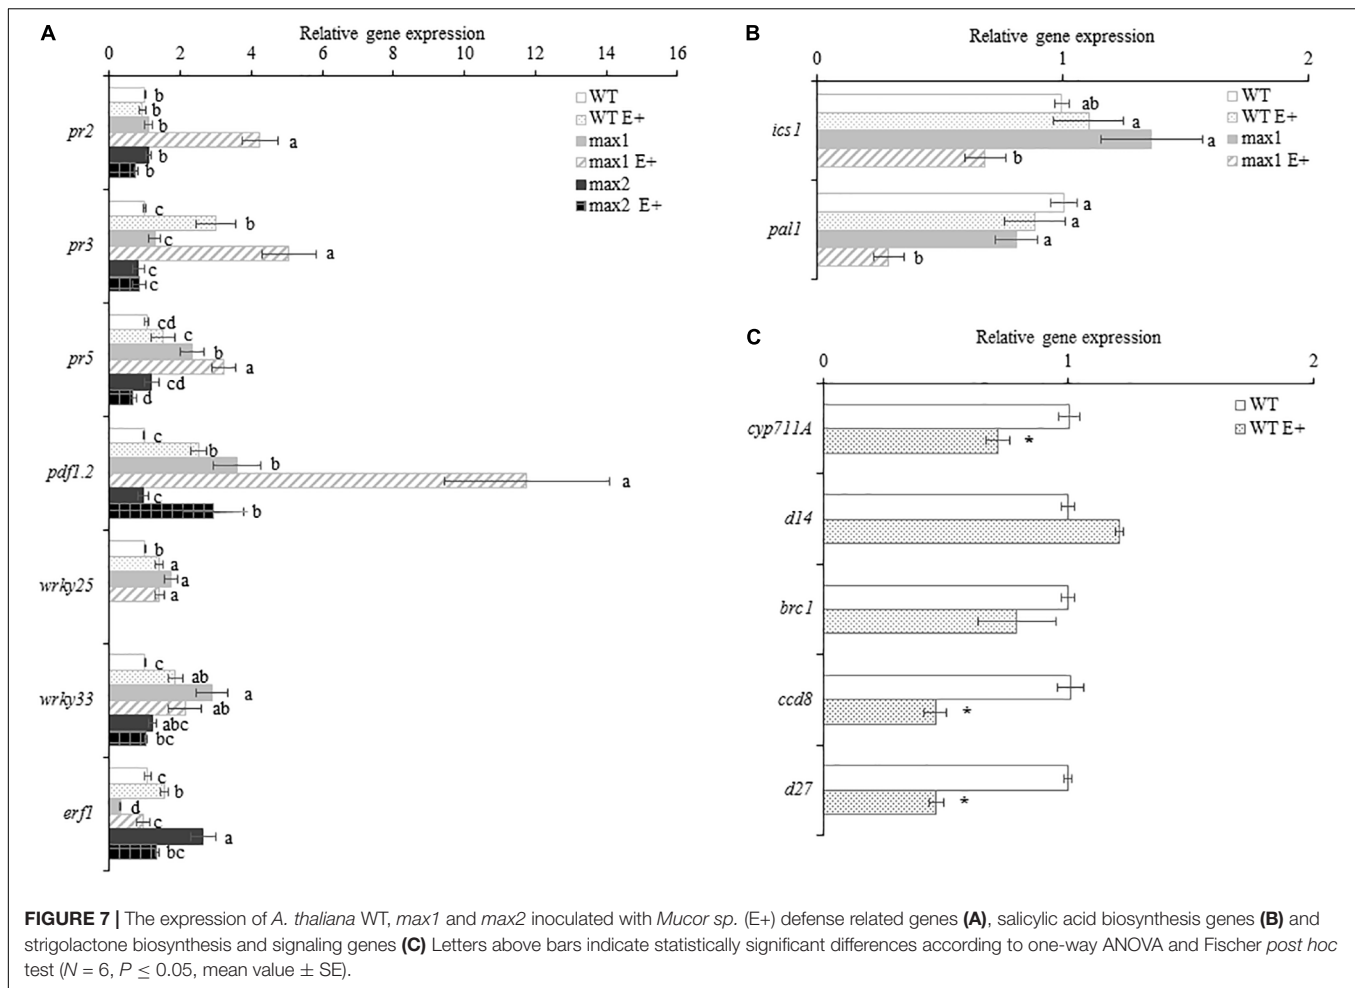 A
Relative gene expression
0 2 4 6 8 10 12 14 16
WT
WT E+
max1
max1 E+
max2
max2 E+
pr2
b
b
b
a
b
b
pr3
c
b
c
a
c
c
pr5
cd
c
b
a
cd
d
pdf1.2
c
b
b
a
c
b
wrky25
b
a
a
a
wrky33
c
ab
a
ab
abc
bc
erf1
c
b
d
c
a
bc
B
Relative gene expression
0 1 2
WT
WT E+
max1
max1 E+
ics1
ab
a
a
b
pal1
a
a
a
b
C
Relative gene expression
0 1 2
WT
WT E+
cyp711A
*
d14
brc1
ccd8
*
d27
*
FIGURE 7 | The expression of A. thaliana WT, max1 and max2 inoculated with Mucor sp. (E+) defense related genes (A), salicylic acid biosynthesis genes (B) and
strigolactone biosynthesis and signaling genes (C) Letters above bars indicate statistically significant differences according to one-way ANOVA and Fischer post hoc
test (N = 6, P ≤ 0.05, mean value ± SE).